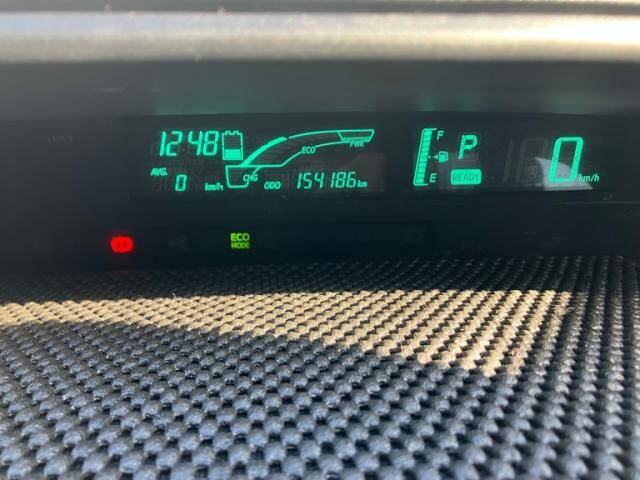 12:48
ECO
PWR
AVG.
0 km/h
CHG
ODO 154186 km
F
E
P
READY
0 km/h
ECO
MODE